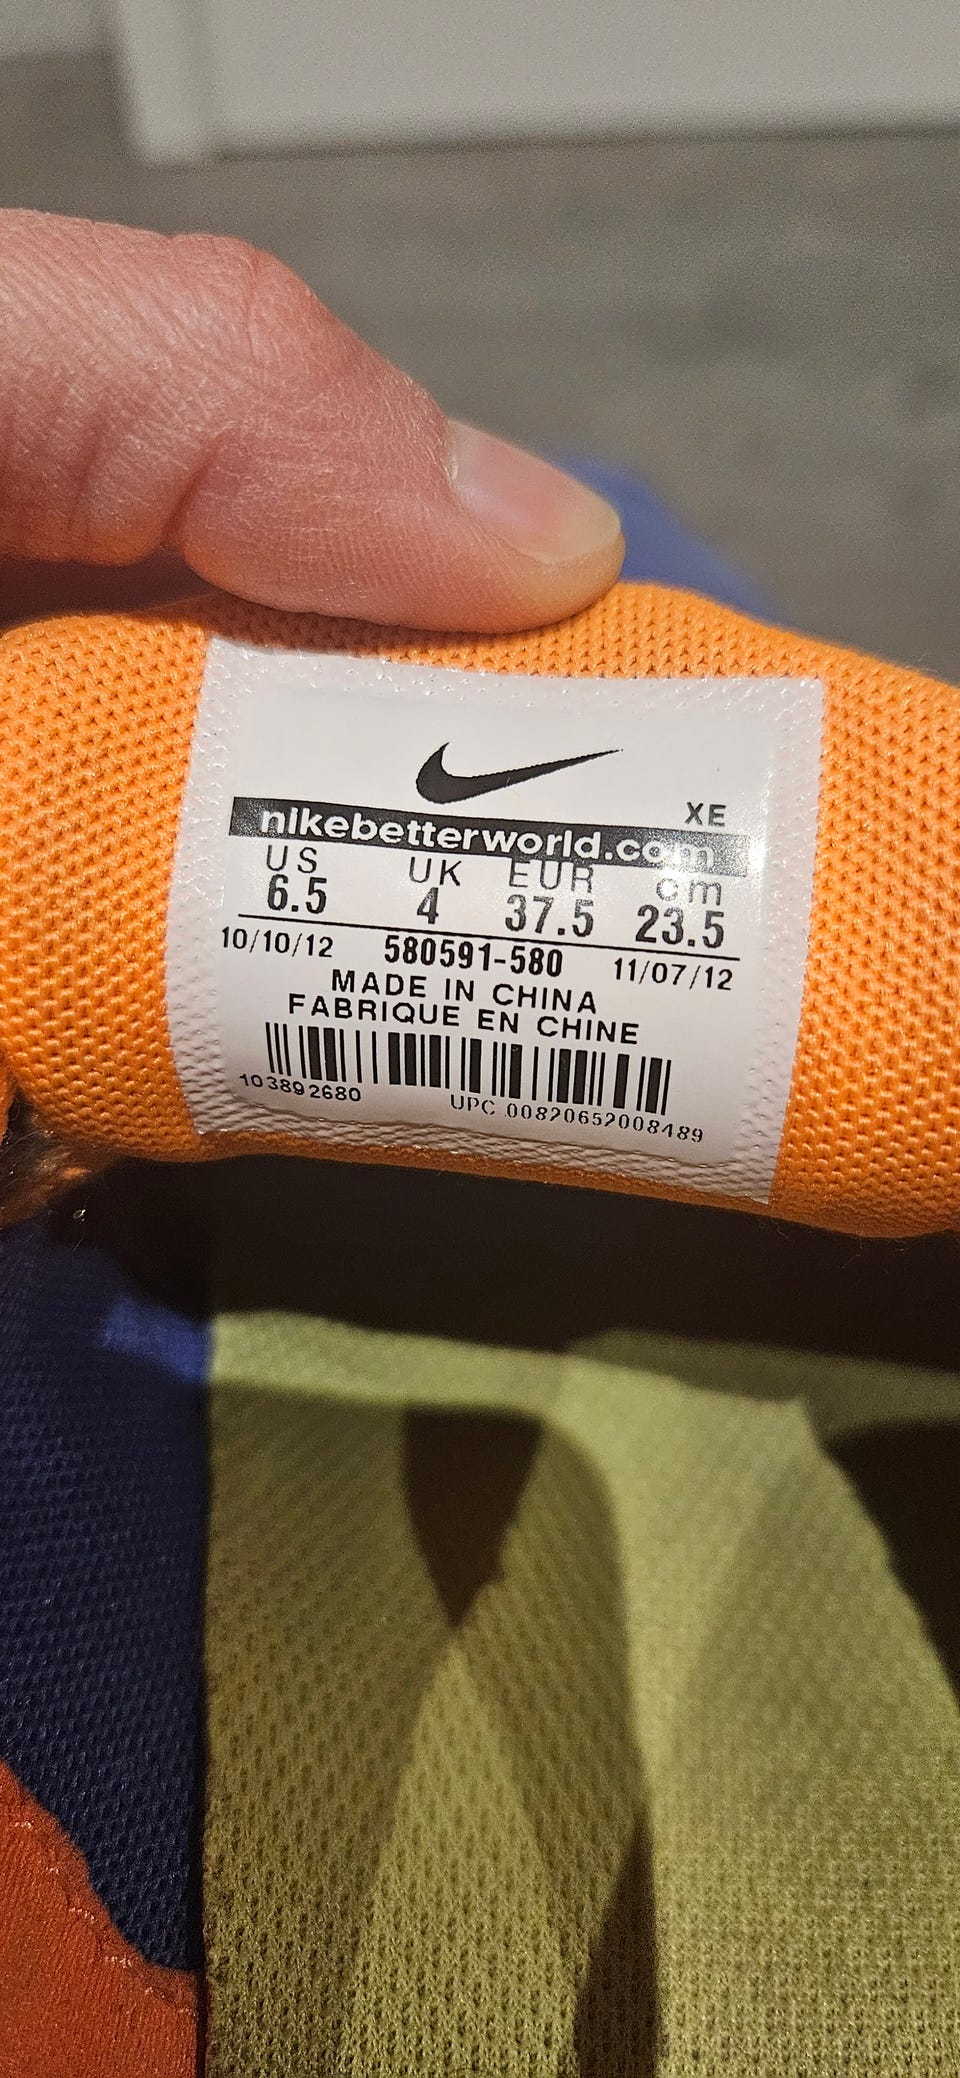 XE
nikebetterworld.com
US UK EUR cm
6.5 4 37.5 23.5
10/10/12 580591-580 11/07/12
MADE IN CHINA
FABRIQUE EN CHINE
103892680 UPC 00820652008489